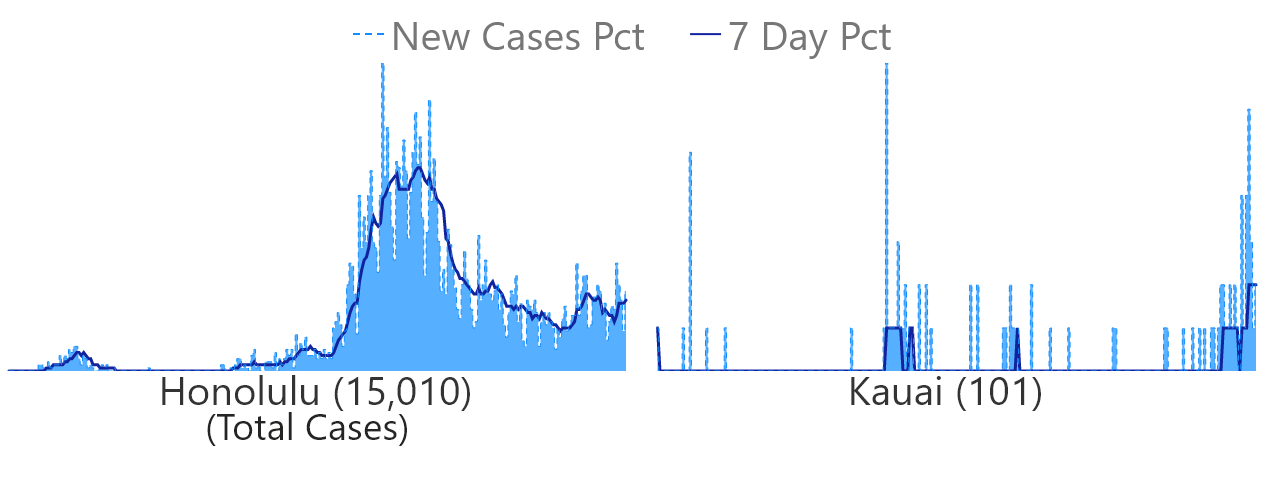 New Cases Pct 7 Day Pct
Honolulu (15,010)
(Total Cases)
Kauai (101)